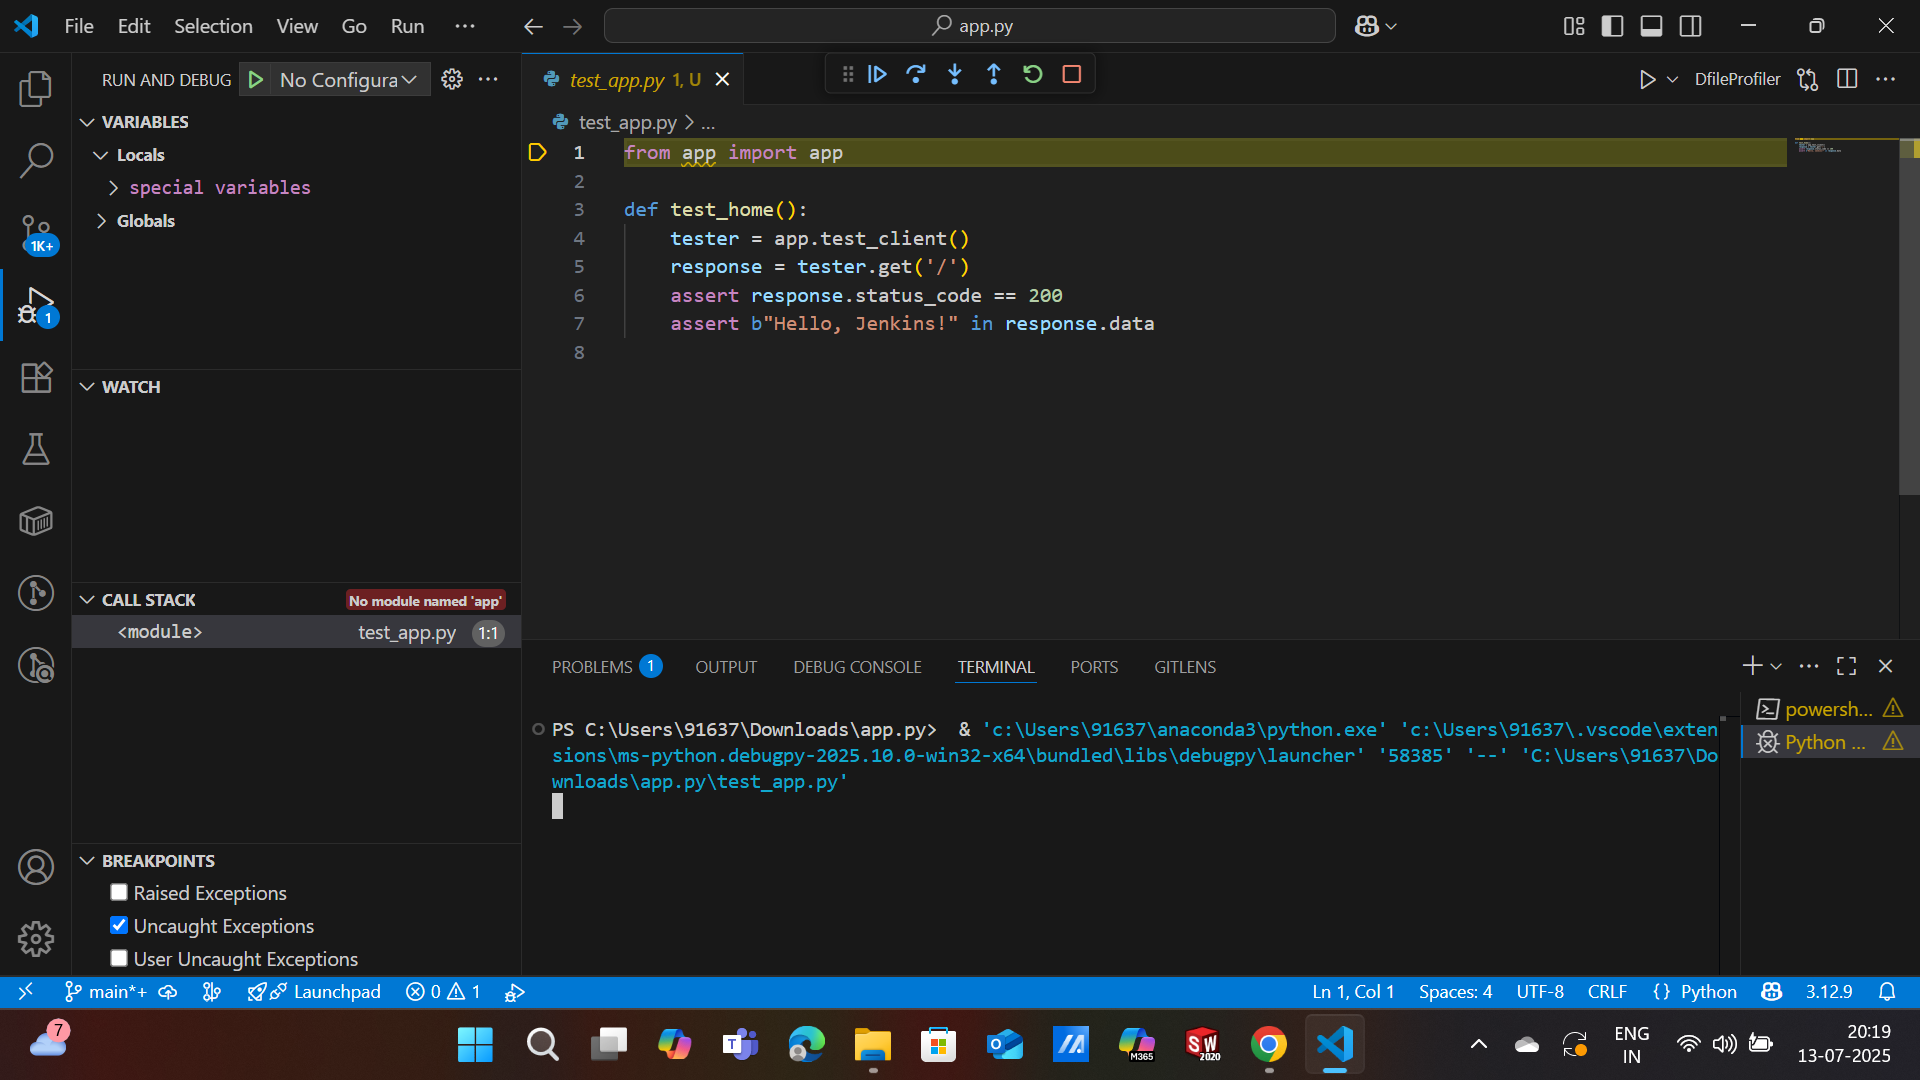 File Edit Selection View Go Run ··· app.py
RUN AND DEBUG No Configura
VARIABLES
Locals
special variables
Globals
1K+
1
WATCH
CALL STACK No module named 'app'
<module> test_app.py 1:1
BREAKPOINTS
Raised Exceptions
Uncaught Exceptions
User Uncaught Exceptions
test_app.py 1, U
DfileProfiler
test_app.py > ...
1 from app import app
2
3 def test_home():
4 tester = app.test_client()
5 response = tester.get('/')
6 assert response.status_code == 200
7 assert b"Hello, Jenkins!" in response.data
8
PROBLEMS 1 OUTPUT DEBUG CONSOLE TERMINAL PORTS GITLENS
PS C:\Users\91637\Downloads\app.py> & 'c:\Users\91637\anaconda3\python.exe' 'c:\Users\91637\.vscode\exten
sions\ms-python.debugpy-2025.10.0-win32-x64\bundled\libs\debugpy\launcher' '58385' '--' 'C:\Users\91637\Do
wnloads\app.py\test_app.py'
powersh...
Python ...
main*+ Launchpad 0 1 Ln 1, Col 1 Spaces: 4 UTF-8 CRLF {} Python 3.12.9
7
M365
SW 2020
ENG
IN
20:19
13-07-2025